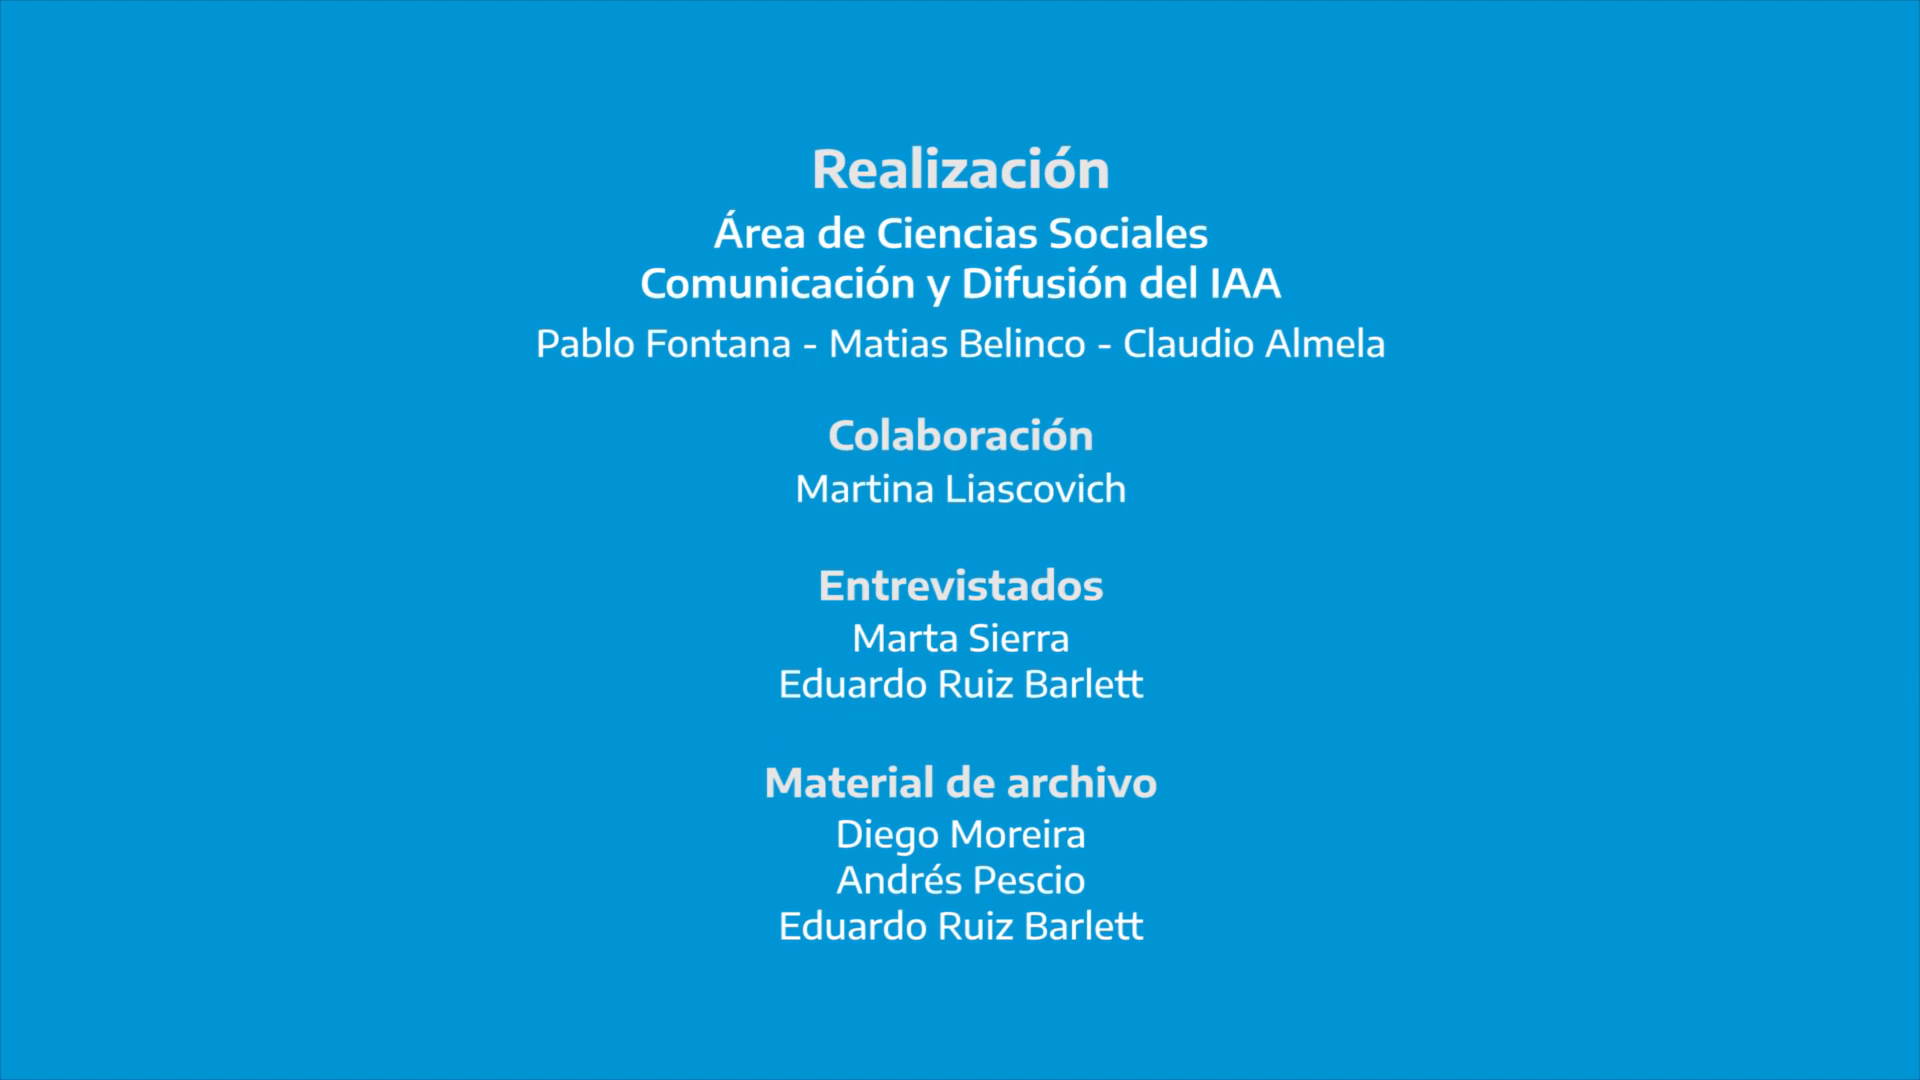 Realización
Área de Ciencias Sociales
Comunicación y Difusión del IAA
Pablo Fontana - Matias Belinco - Claudio Almela
Colaboración
Martina Liascovich
Entrevistados
Marta Sierra
Eduardo Ruiz Barlett
Material de archivo
Diego Moreira
Andrés Pescio
Eduardo Ruiz Barlett